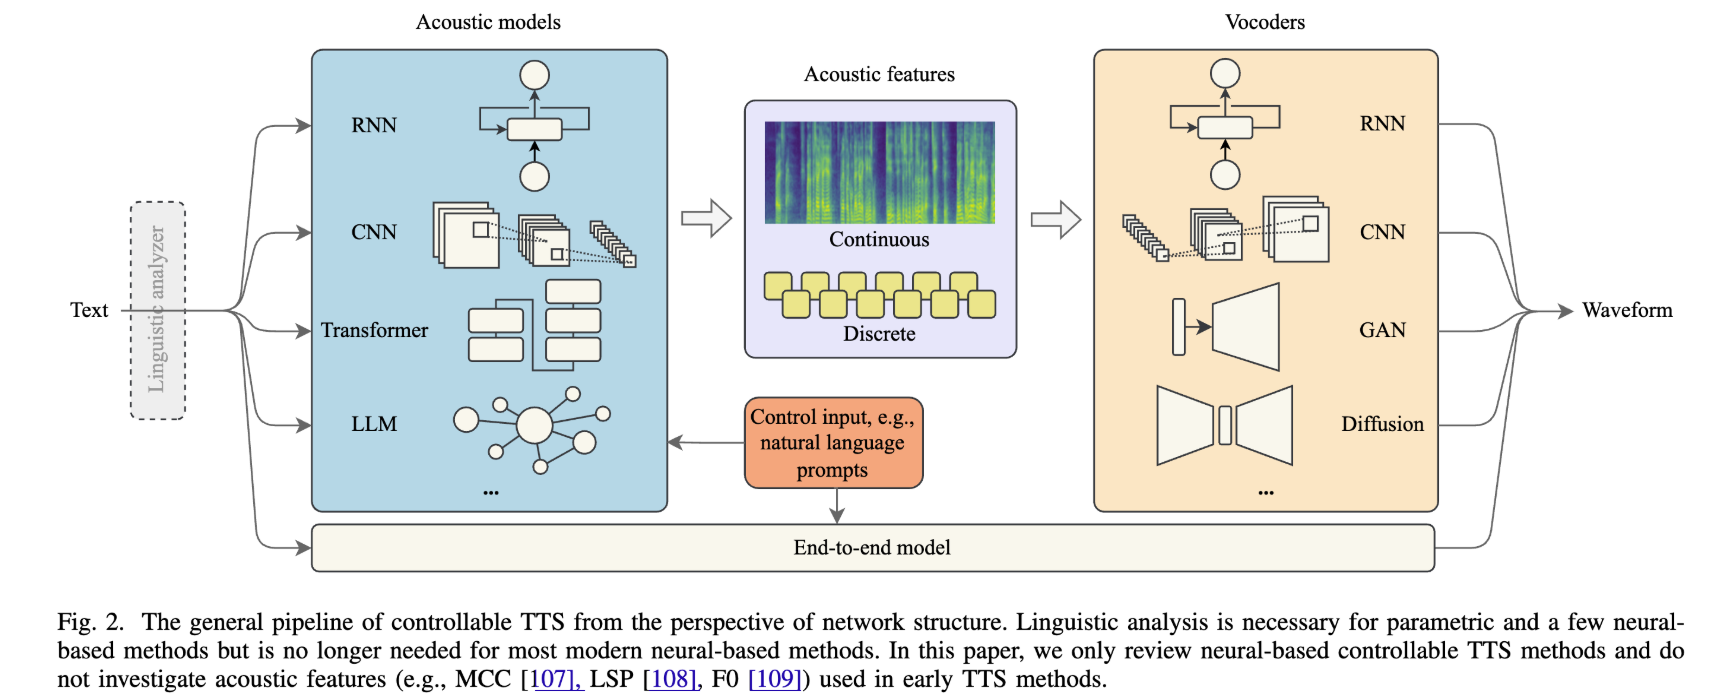 Acoustic models
Vocoders
Acoustic features
RNN
CNN
Transformer
LLM
...
Text
Linguistic analyzer
Continuous
Discrete
Control input, e.g.,
natural language
prompts
RNN
CNN
GAN
Diffusion
...
Waveform
End-to-end model
Fig. 2. The general pipeline of controllable TTS from the perspective of network structure. Linguistic analysis is necessary for parametric and a few neural-
based methods but is no longer needed for most modern neural-based methods. In this paper, we only review neural-based controllable TTS methods and do
not investigate acoustic features (e.g., MCC [107], LSP [108], F0 [109]) used in early TTS methods.